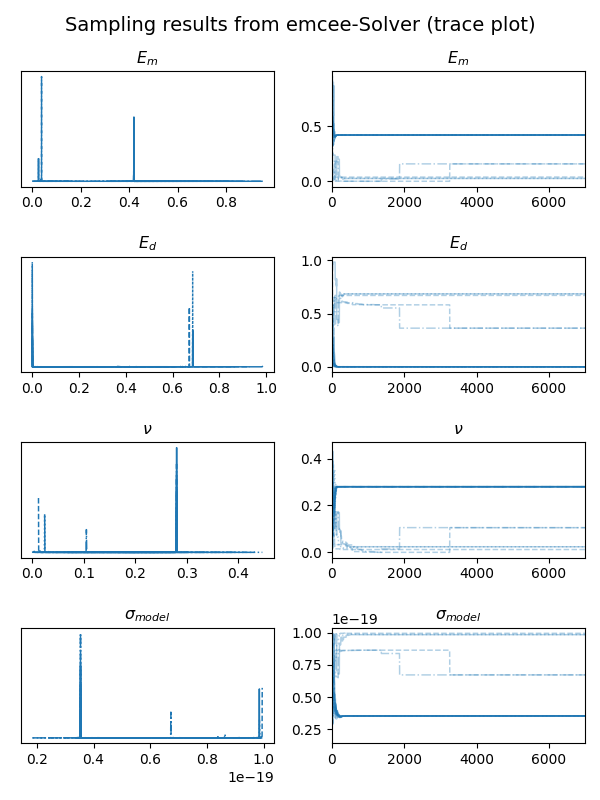 Sampling results from emcee-Solver (trace plot)
E_m E_m
0.5
0.0
0.0 0.2 0.4 0.6 0.8 0 2000 4000 6000
E_d E_d
1.0
0.5
0.0
0.0 0.2 0.4 0.6 0.8 1.0 0 2000 4000 6000
ν ν
0.4
0.2
0.0
0.0 0.1 0.2 0.3 0.4 0 2000 4000 6000
σ_model 1e−19 σ_model
1.00
0.75
0.50
0.25
0.2 0.4 0.6 0.8 1.0 0 2000 4000 6000
1e−19